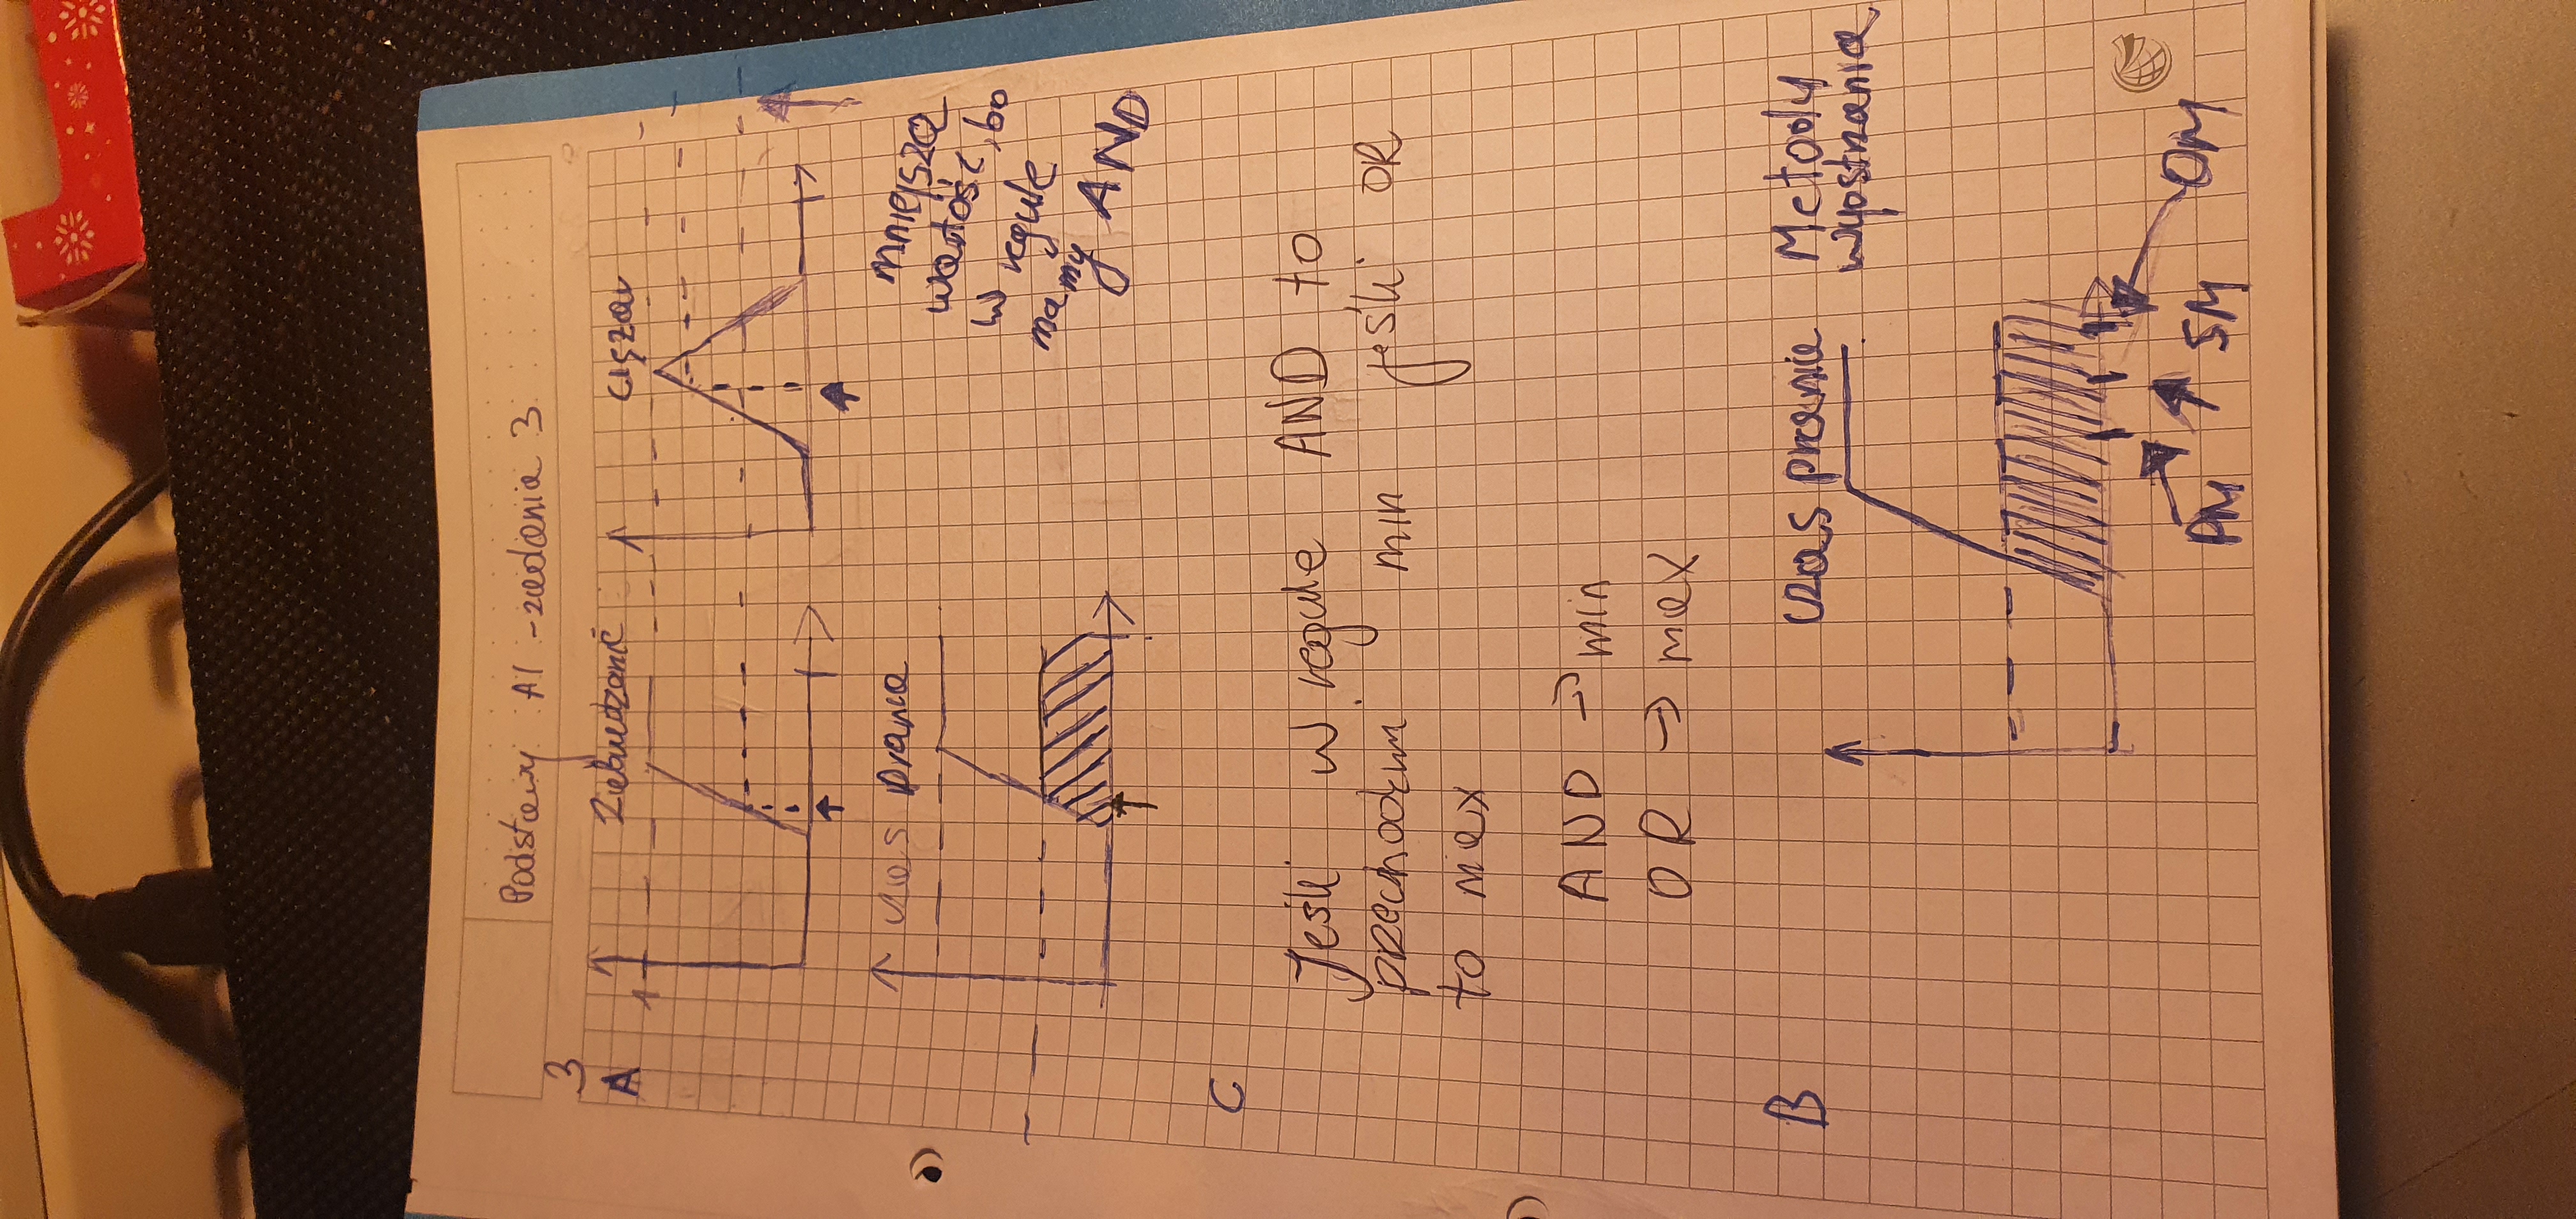 Podstawy AI - zadania 3
3
A
Zabrudzenie
ciężar
1
czas prania
mniejsza
wartość, bo
w regule
mamy AND
C
Jeśli w regule AND to
przechodzim min jeśli OR
to max
AND → min
OR → max
B
czas prania Metody
wyostrzania
PM SM OM